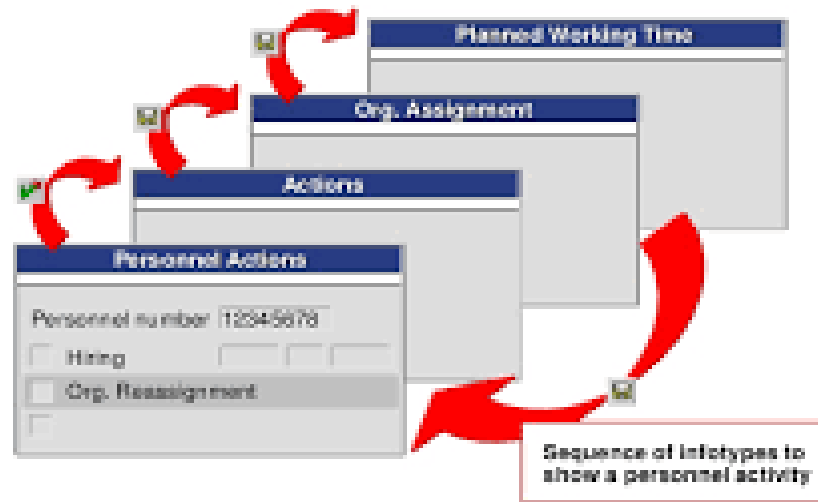 Planned Working Time
Org. Assignment
Actions
Personnel Actions
Personnel number 12345678
Hiring
Org. Reassignment
Sequence of infotypes to
show a personnel activity